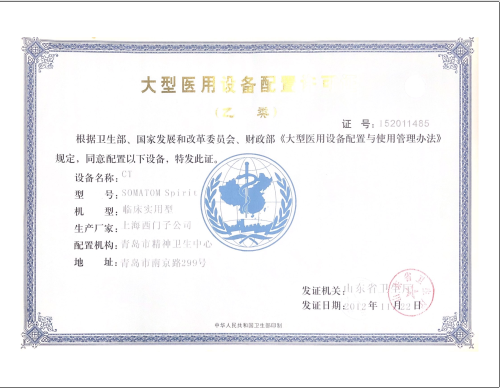 大型医用设备配置许可
（乙 类）
证 号：152011485
根据卫生部、国家发展和改革委员会、财政部《大型医用设备配置与使用管理办法》
规定，同意配置以下设备，特发此证。
设备名称：CT
型 号：SOMATOM Spirit
机 型：临床实用型
生产厂家：上海西门子公司
配置机构：青岛市精神卫生中心
地 址：青岛市南京路299号
发证机关：山东省卫生厅
发证日期：2012年11月22日
中华人民共和国卫生部印制